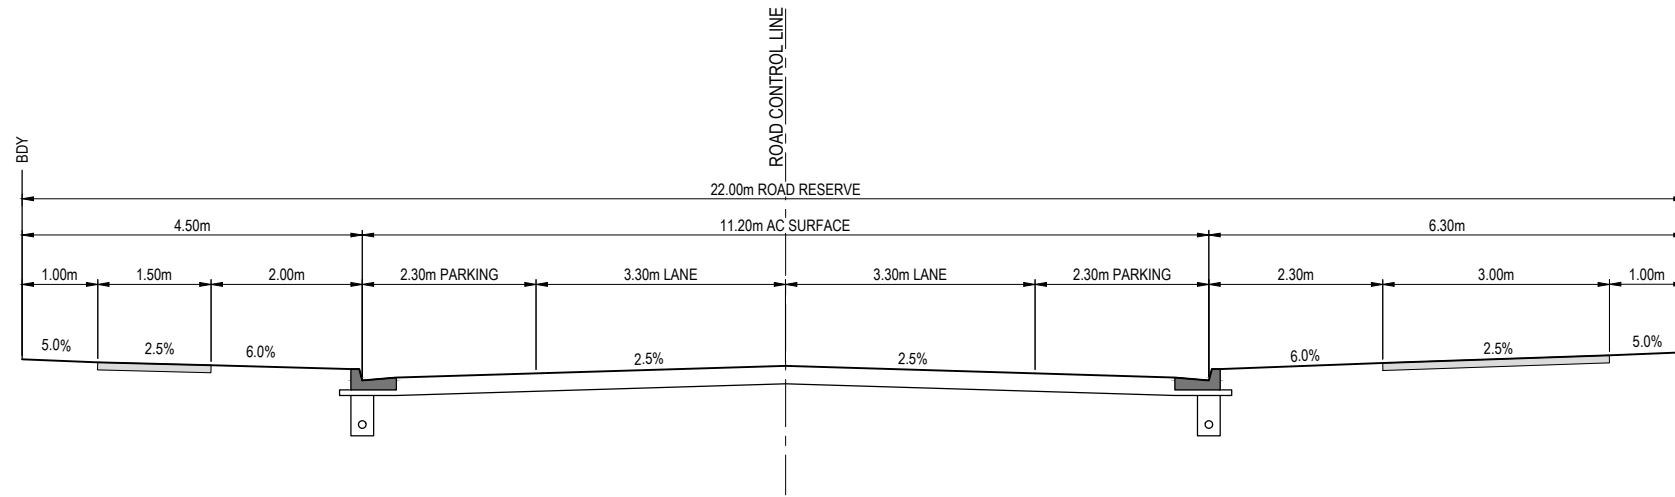 ROAD CONTROL LINE
BDY
22.00m ROAD RESERVE
4.50m
11.20m AC SURFACE
6.30m
1.00m
1.50m
2.00m
2.30m PARKING
3.30m LANE
3.30m LANE
2.30m PARKING
2.30m
3.00m
1.00m
5.0%
2.5%
6.0%
2.5%
2.5%
6.0%
2.5%
5.0%